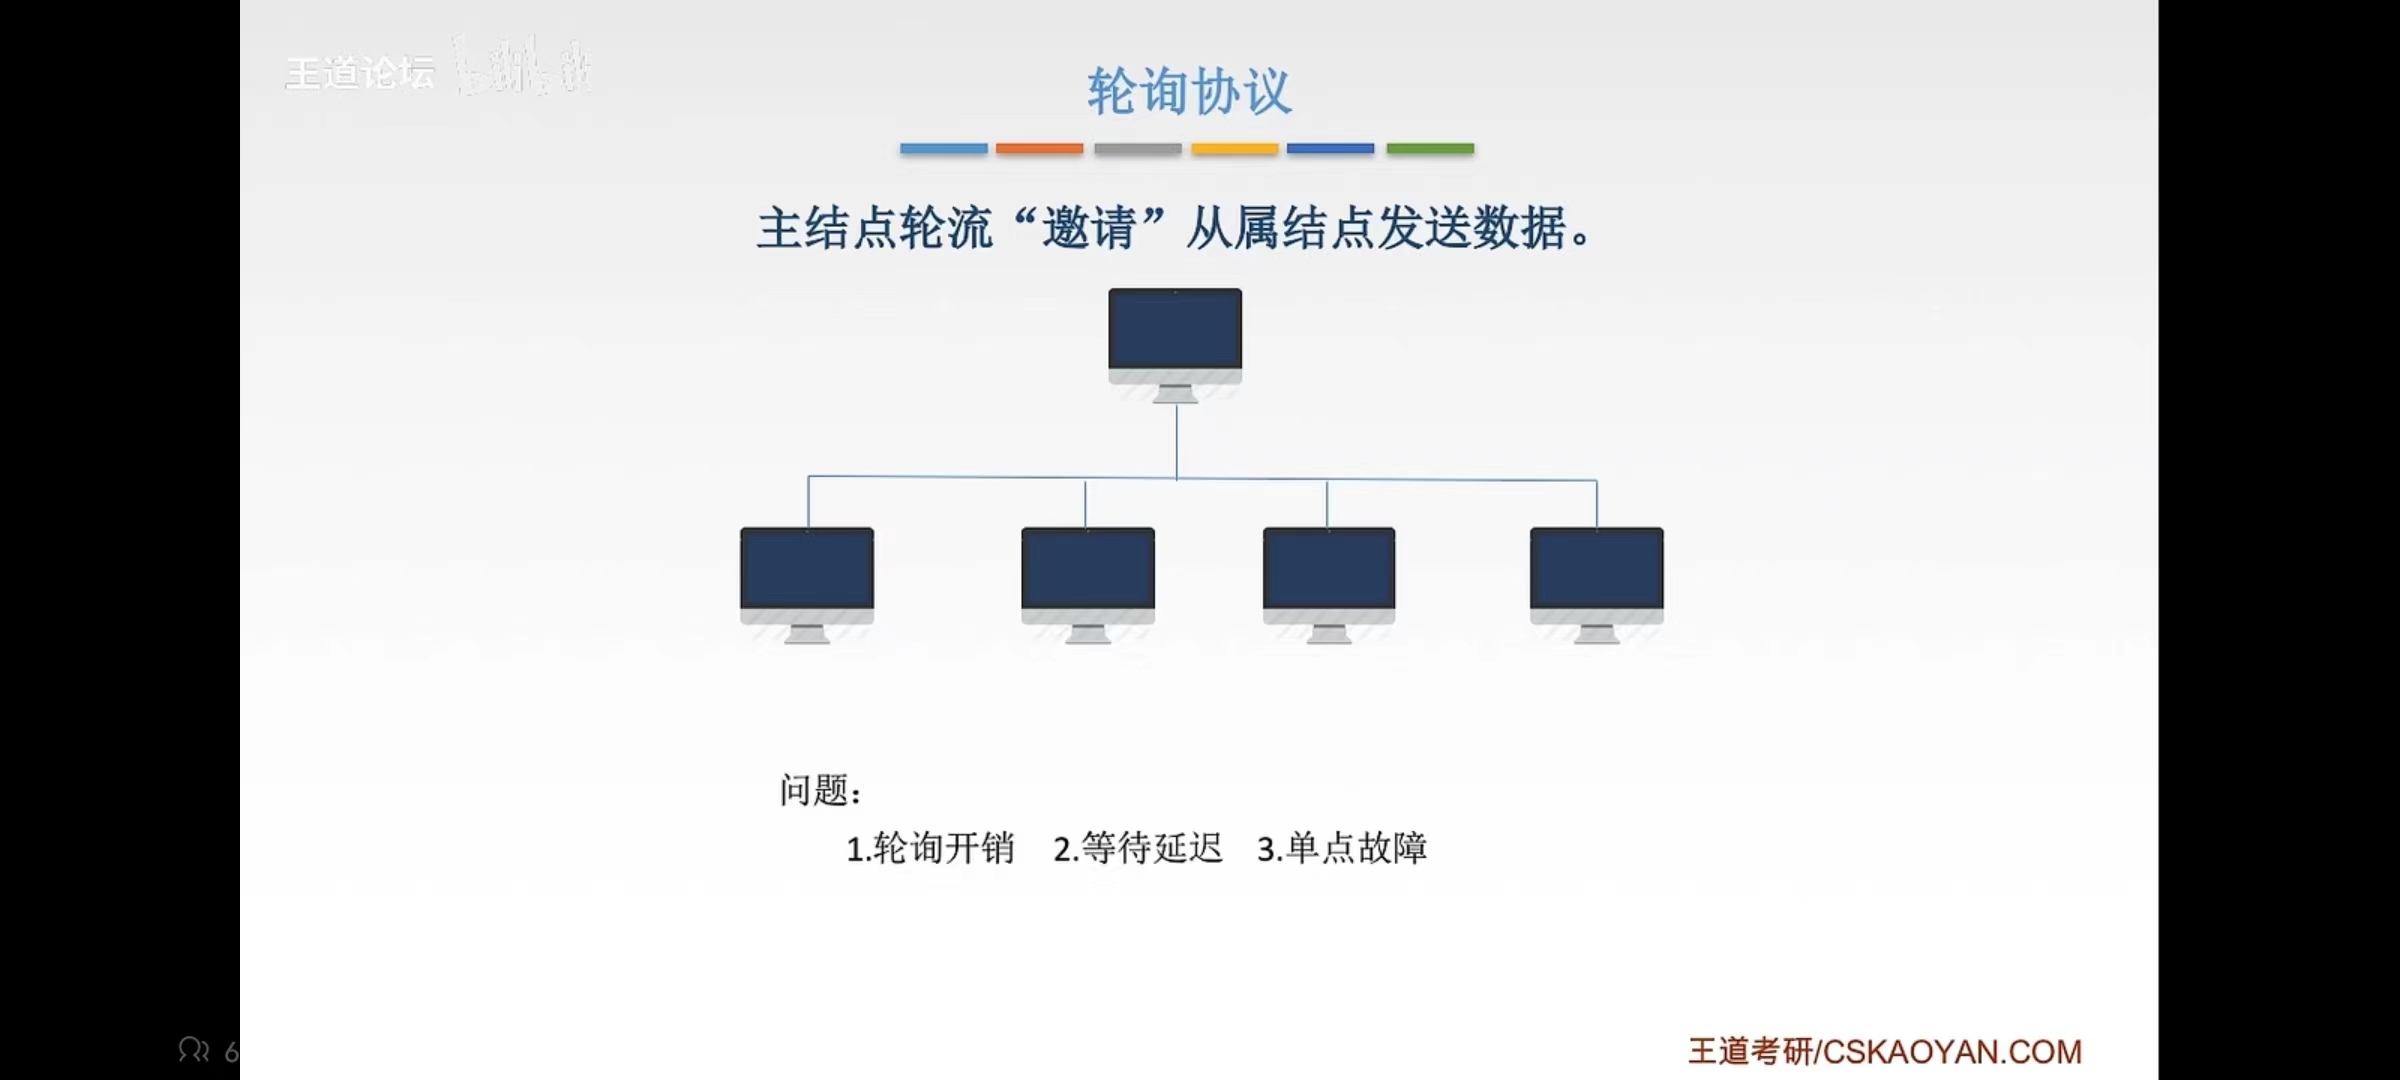 王道论坛 bilibili
轮询协议
主结点轮流“邀请”从属结点发送数据。
问题：
1.轮询开销 2.等待延迟 3.单点故障
6
王道考研/CSKAOYAN.COM